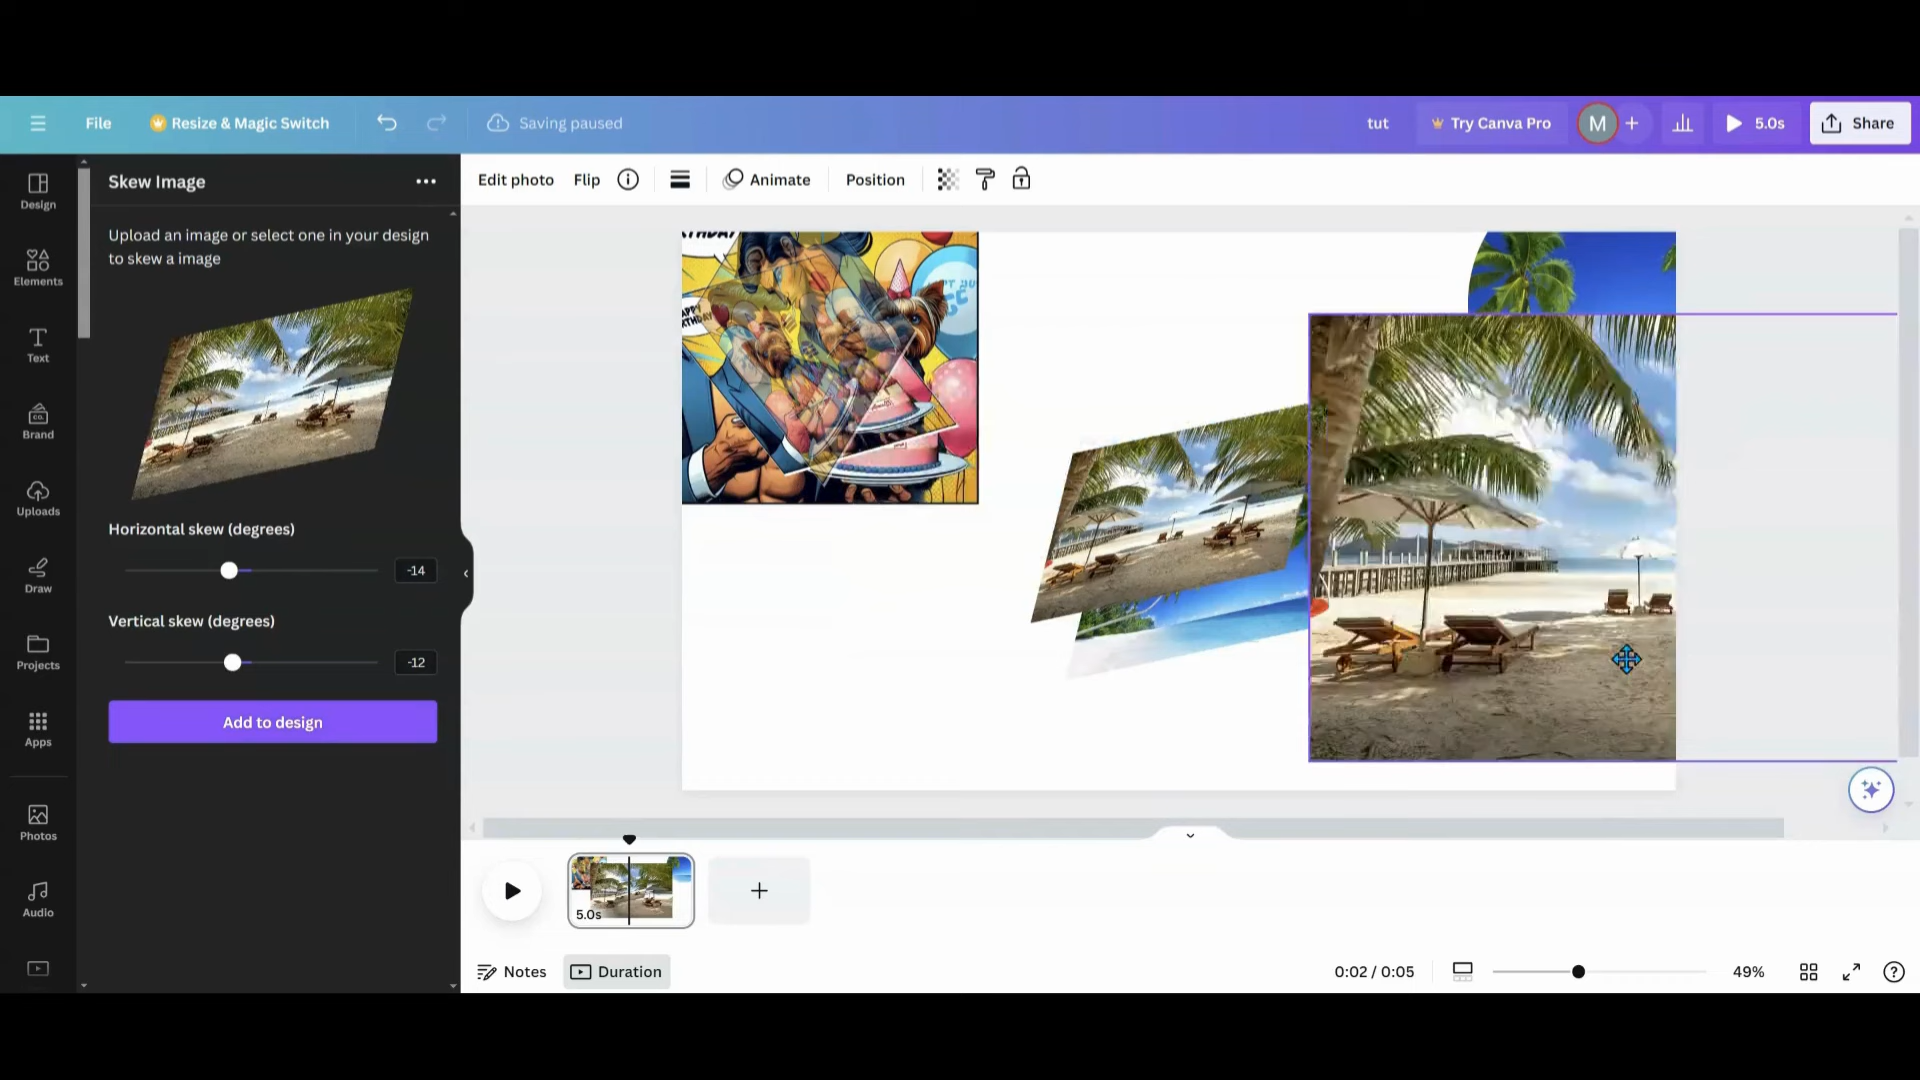 File
Resize & Magic Switch
Saving paused
tut
Try Canva Pro
M
5.0s
Share
Design
Elements
Text
Brand
Uploads
Draw
Projects
Apps
Photos
Audio
Skew Image
Upload an image or select one in your design
to skew a image
Horizontal skew (degrees)
-14
Vertical skew (degrees)
-12
Add to design
Edit photo
Flip
Animate
Position
5.0s
Notes
Duration
0:02 / 0:05
49%